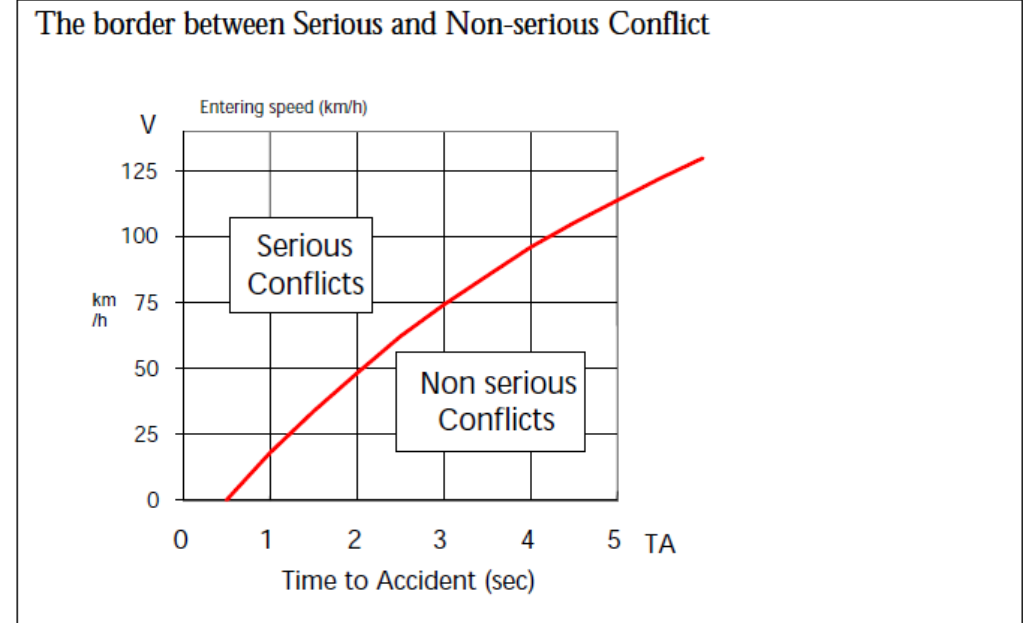 The border between Serious and Non-serious Conflict
Entering speed (km/h)
V
125
100
75
50
25
0
km
/h
Serious
Conflicts
Non serious
Conflicts
0 1 2 3 4 5 TA
Time to Accident (sec)